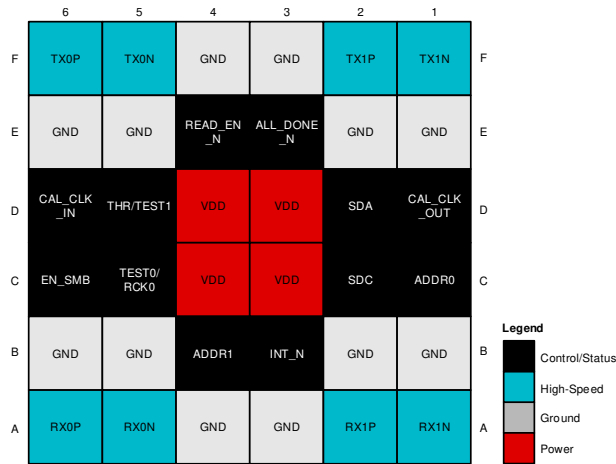 6 5 4 3 2 1
F TX0P TX0N GND GND TX1P TX1N F
E GND GND READ_EN
_N ALL_DONE
_N GND GND E
D CAL_CLK
_IN THR/TEST1 VDD VDD SDA CAL_CLK
_OUT D
C EN_SMB TEST0/
RCK0 VDD VDD SDC ADDR0 C
B GND GND ADDR1 INT_N GND GND B
A RX0P RX0N GND GND RX1P RX1N A
Legend
Control/Status
High-Speed
Ground
Power